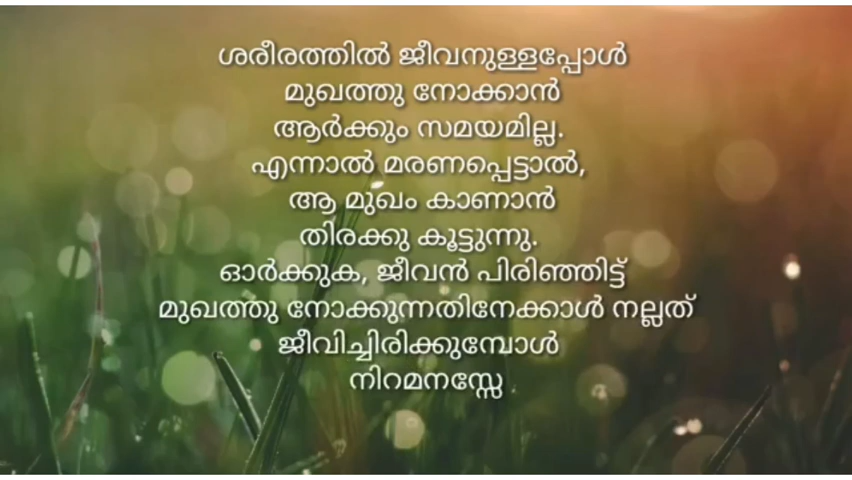 ശരീരത്തിൽ ജീവനുള്ളപ്പോൾ
മുഖത്തു നോക്കാൻ
ആർക്കും സമയമില്ല.
എന്നാൽ മരണപ്പെട്ടാൽ,
ആ മുഖം കാണാൻ
തിരക്കു കൂട്ടുന്നു.
ഓർക്കുക, ജീവൻ പിരിഞ്ഞിട്ട്
മുഖത്തു നോക്കുന്നതിനേക്കാൾ നല്ലത്
ജീവിച്ചിരിക്കുമ്പോൾ
നിറമനസ്സേ